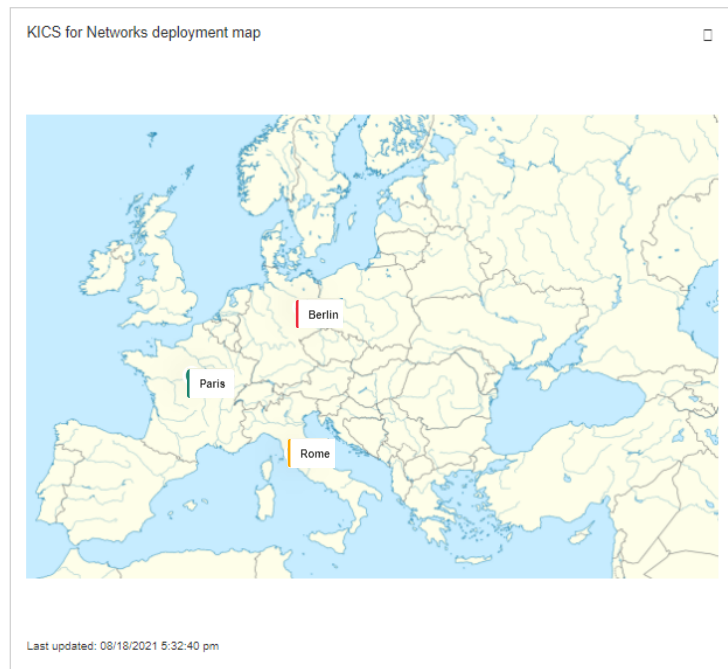 KICS for Networks deployment map
Berlin
Paris
Rome
Last updated: 08/18/2021 5:32:40 pm